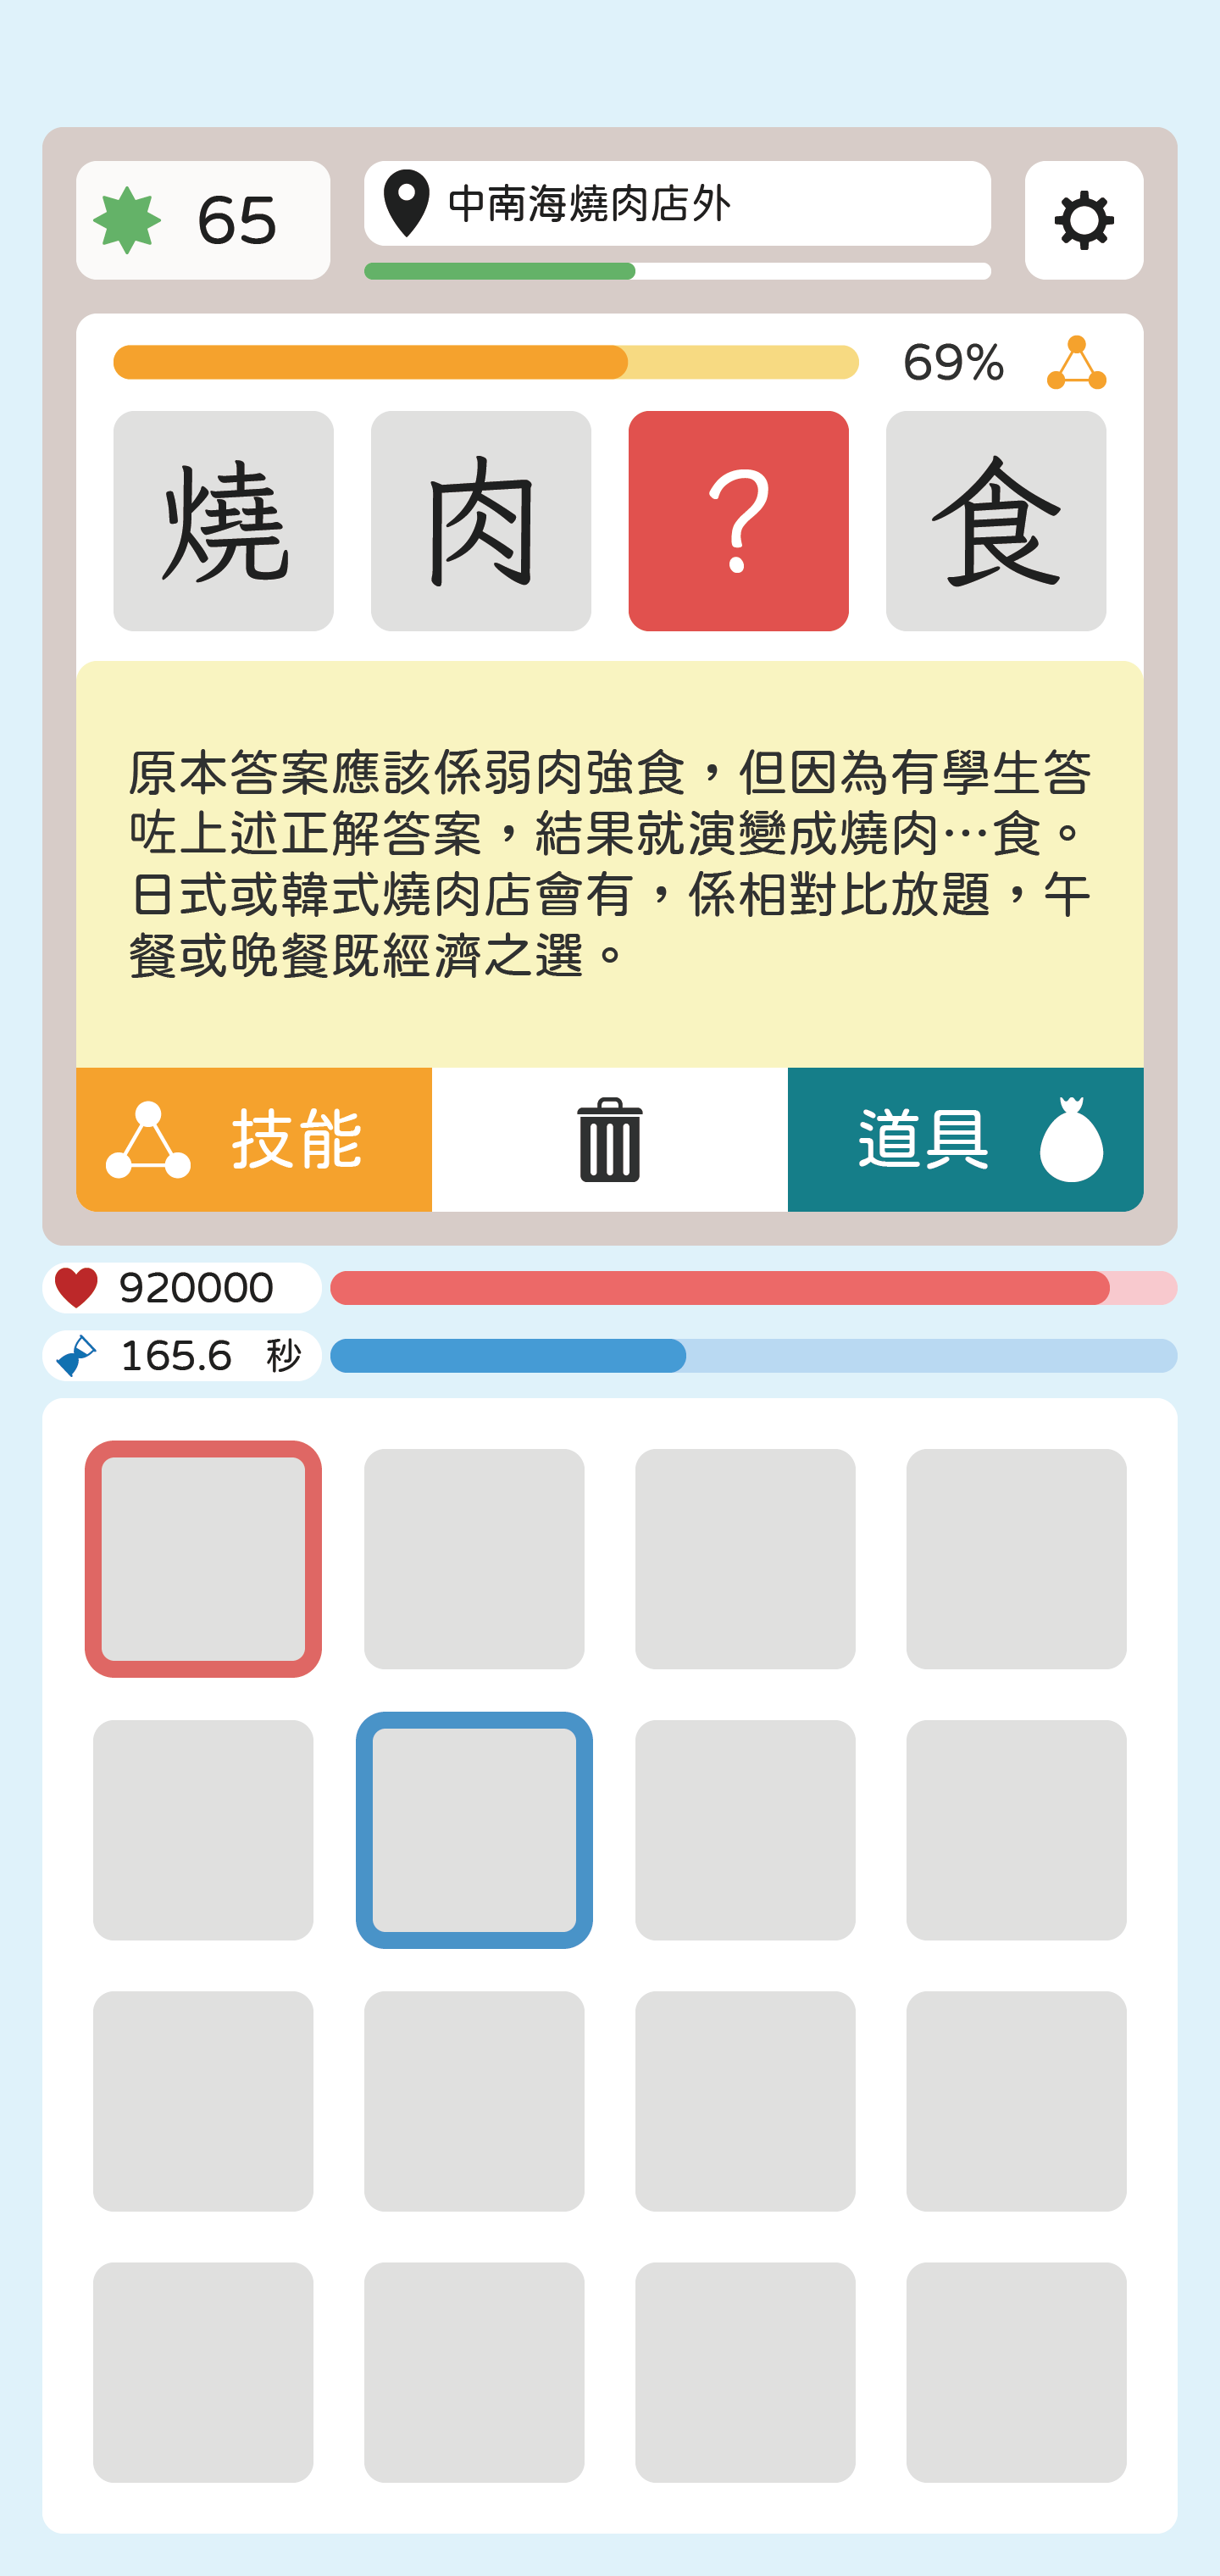 65
中南海燒肉店外
69%
燒肉?食
原本答案應該係弱肉強食，但因為有學生答
咗上述正解答案，結果就演變成燒肉…食。
日式或韓式燒肉店會有，係相對比放題，午
餐或晚餐既經濟之選。
技能
道具
920000
165.6 秒